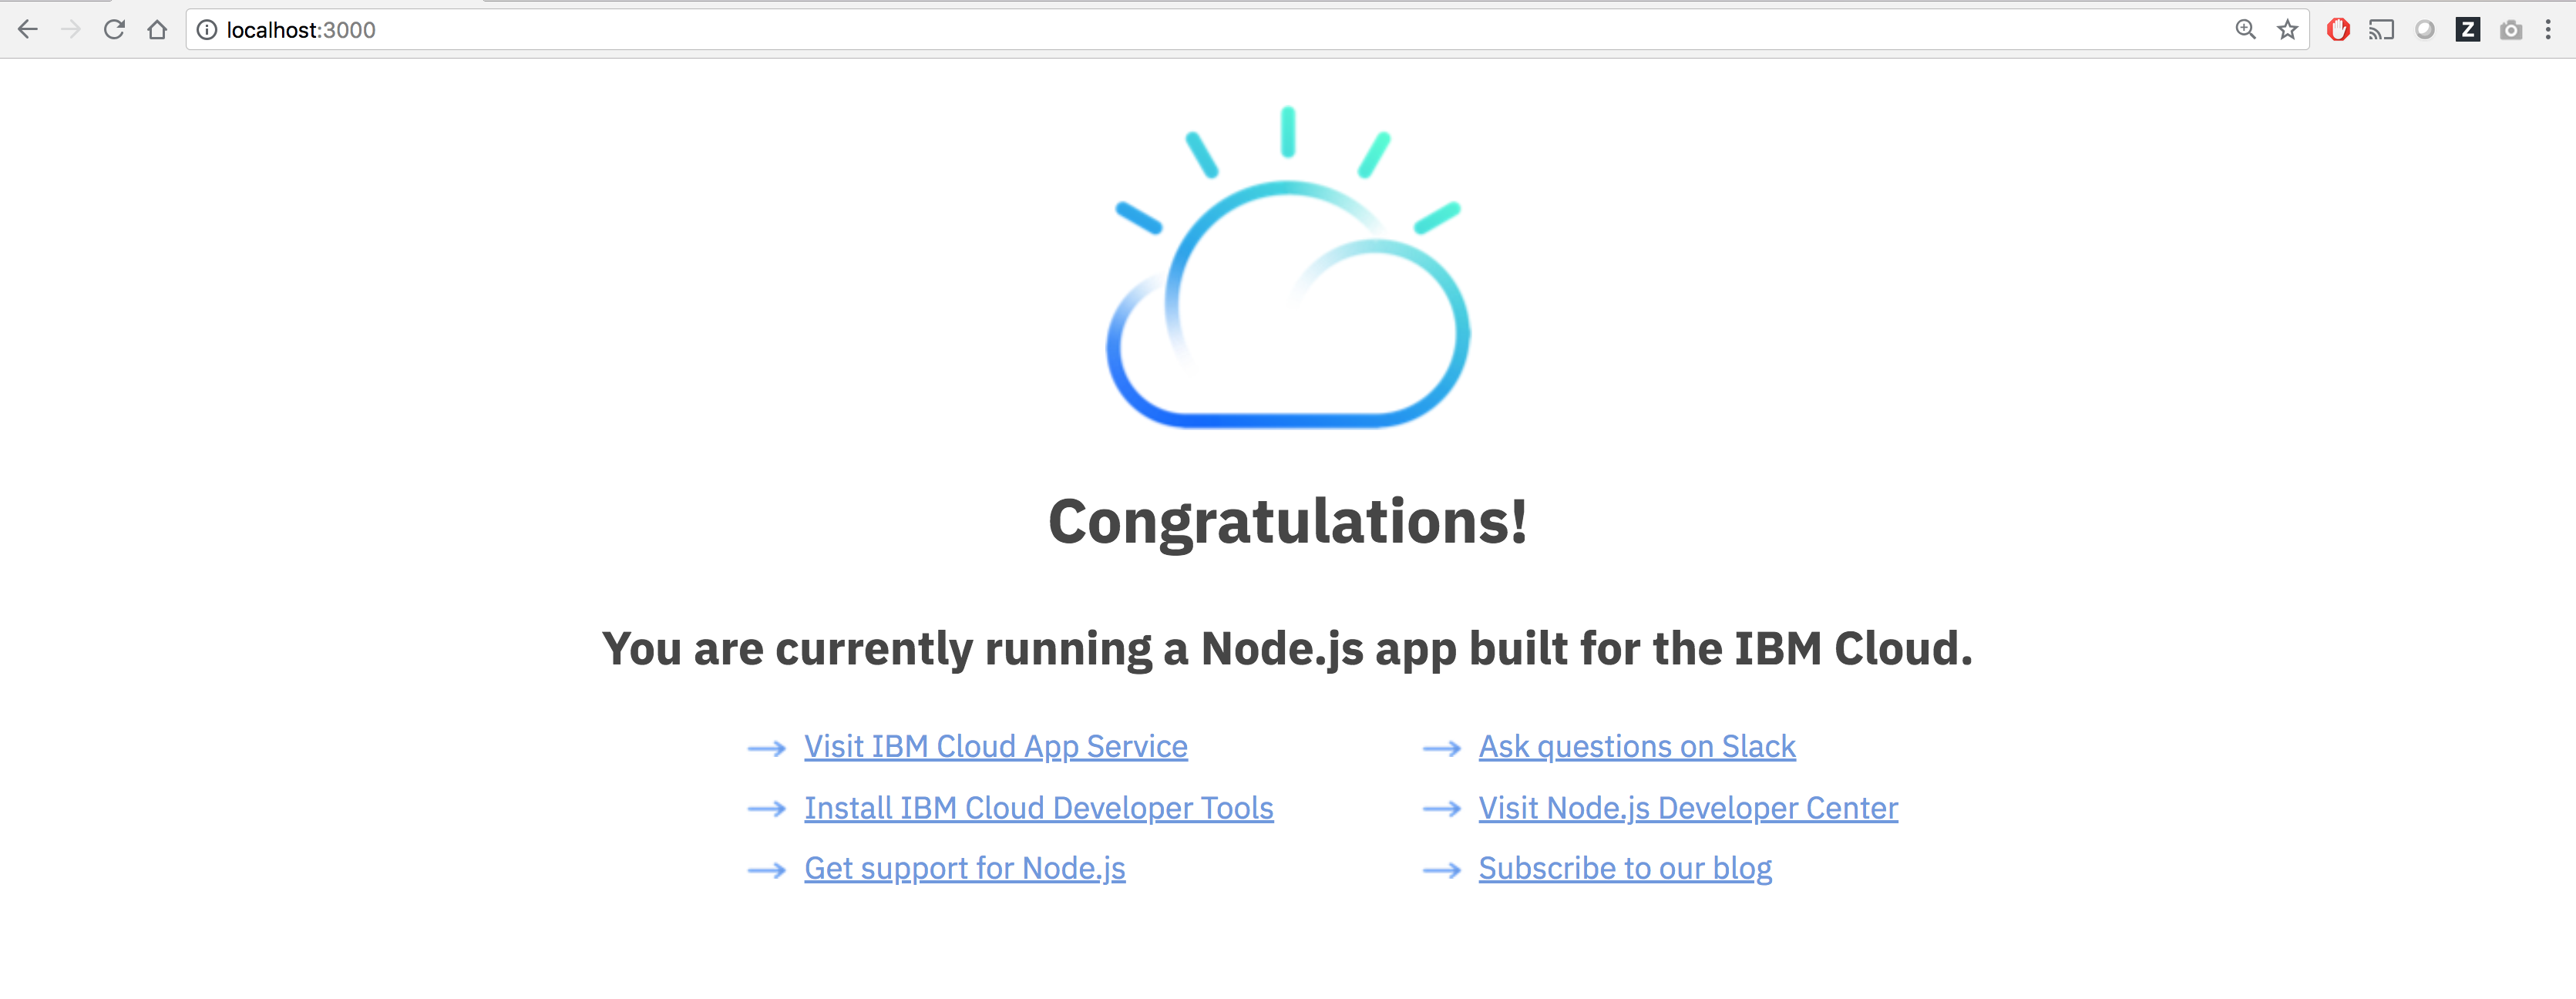 localhost:3000
Z
Congratulations!
You are currently running a Node.js app built for the IBM Cloud.
Visit IBM Cloud App Service
Ask questions on Slack
Install IBM Cloud Developer Tools
Visit Node.js Developer Center
Get support for Node.js
Subscribe to our blog